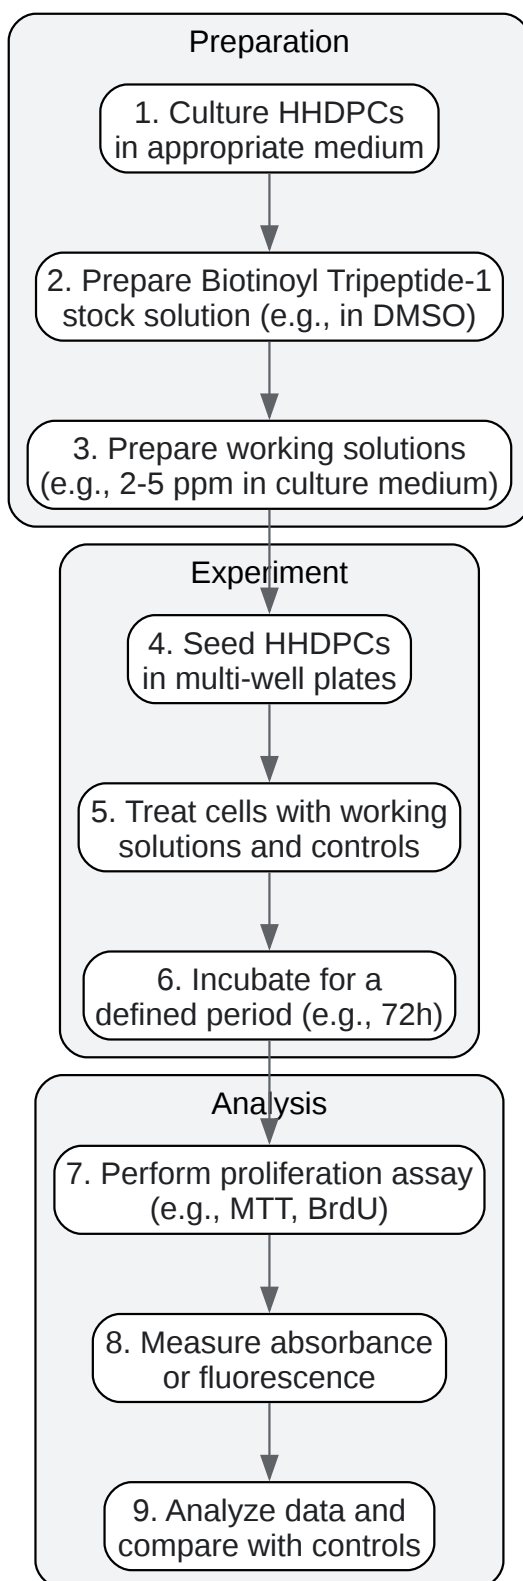 Preparation
1. Culture HHDPCs
in appropriate medium
2. Prepare Biotinoyl Tripeptide-1
stock solution (e.g., in DMSO)
3. Prepare working solutions
(e.g., 2-5 ppm in culture medium)
Experiment
4. Seed HHDPCs
in multi-well plates
5. Treat cells with working
solutions and controls
6. Incubate for a
defined period (e.g., 72h)
Analysis
7. Perform proliferation assay
(e.g., MTT, BrdU)
8. Measure absorbance
or fluorescence
9. Analyze data and
compare with controls